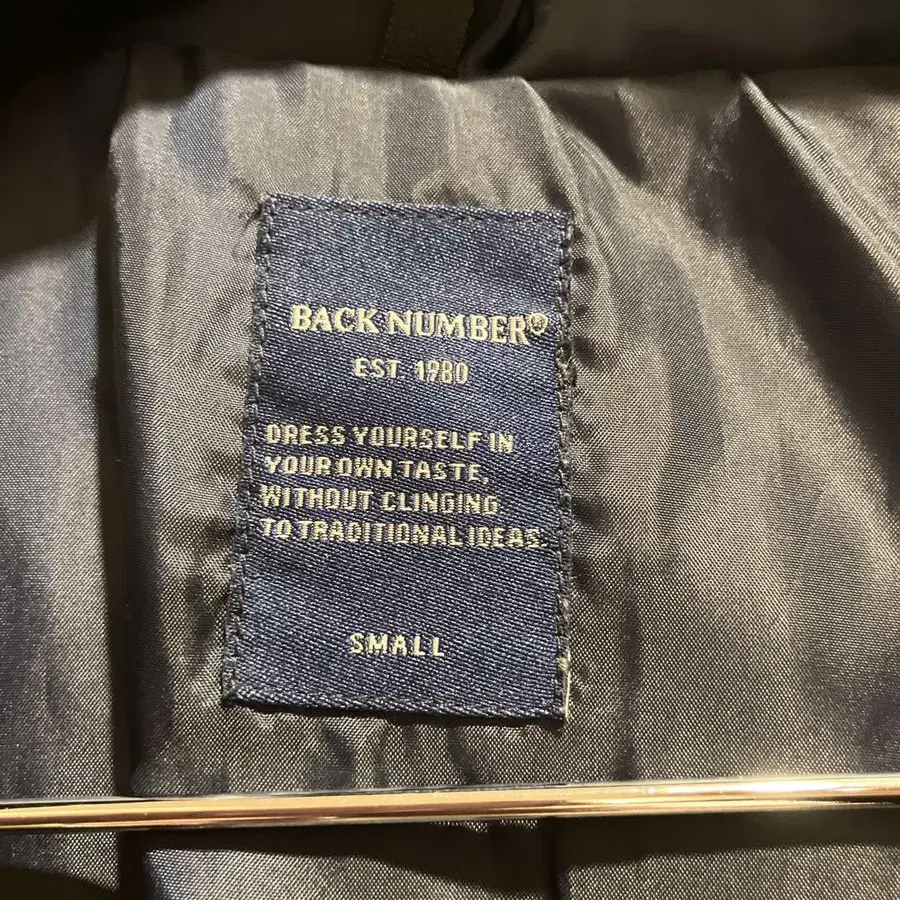 BACK NUMBER®
EST. 1980
DRESS YOURSELF IN
YOUR OWN TASTE,
WITHOUT CLINGING
TO TRADITIONAL IDEAS.
SMALL